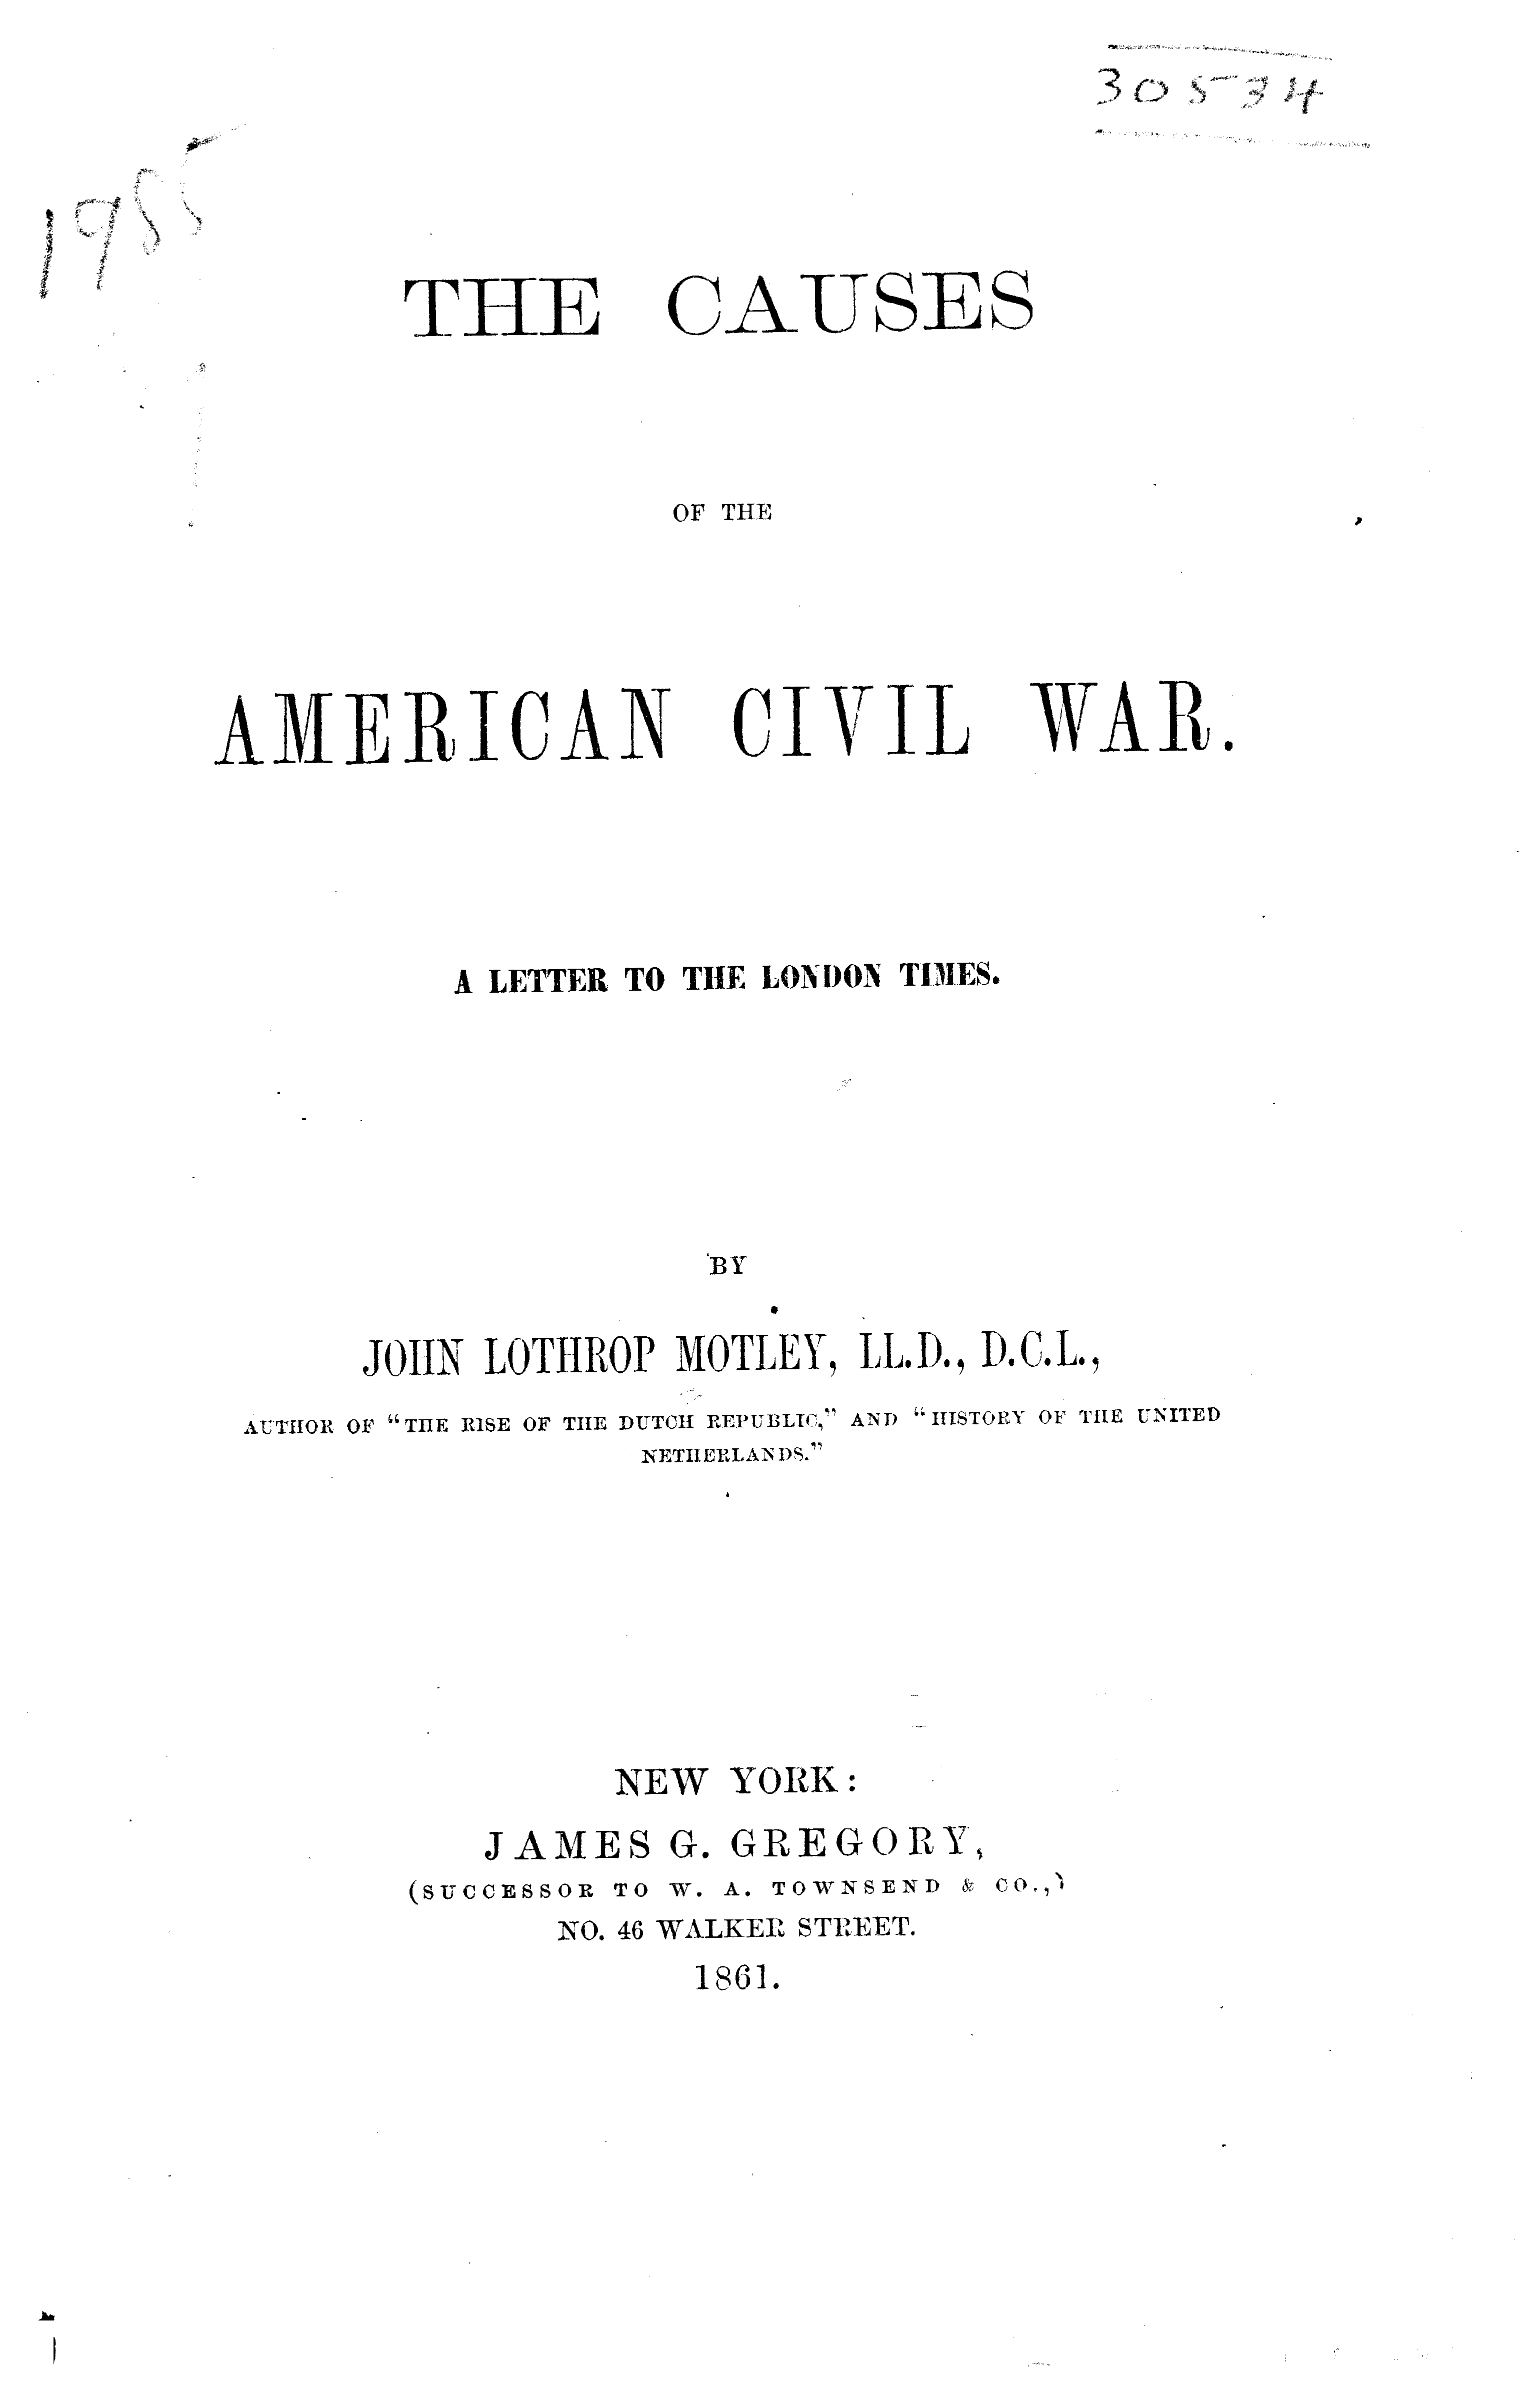 30534
1985
THE CAUSES
OF THE
AMERICAN CIVIL WAR.
A LETTER TO THE LONDON TIMES.
BY
JOHN LOTHROP MOTLEY, LL.D., D.C.L.,
AUTHOR OF "THE RISE OF THE DUTCH REPUBLIC," AND "HISTORY OF THE UNITED
NETHERLANDS."
NEW YORK:
JAMES G. GREGORY,
(SUCCESSOR TO W. A. TOWNSEND & CO.,)
NO. 46 WALKER STREET.
1861.